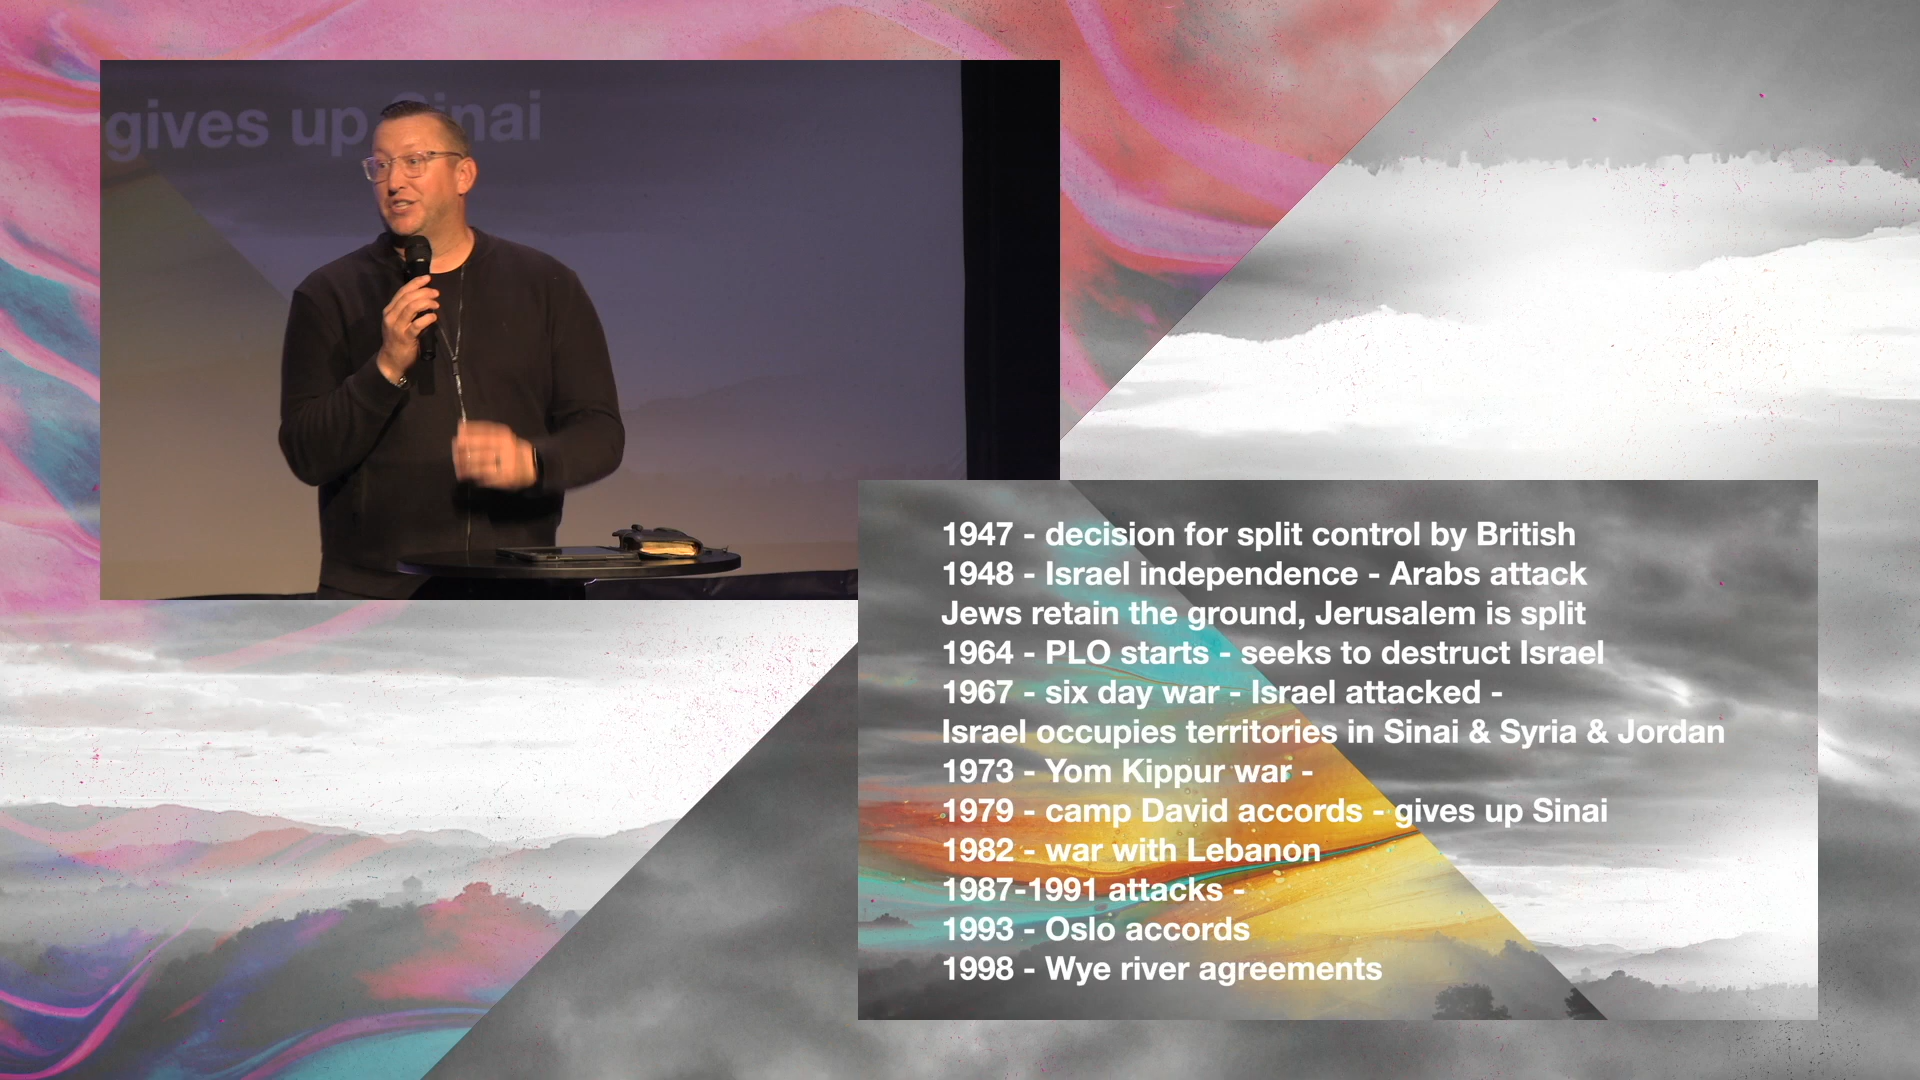 gives up Sinai
1947 - decision for split control by British
1948 - Israel independence - Arabs attack
Jews retain the ground, Jerusalem is split
1964 - PLO starts - seeks to destruct Israel
1967 - six day war - Israel attacked -
Israel occupies territories in Sinai & Syria & Jordan
1973 - Yom Kippur war -
1979 - camp David accords - gives up Sinai
1982 - war with Lebanon
1987-1991 attacks -
1993 - Oslo accords
1998 - Wye river agreements